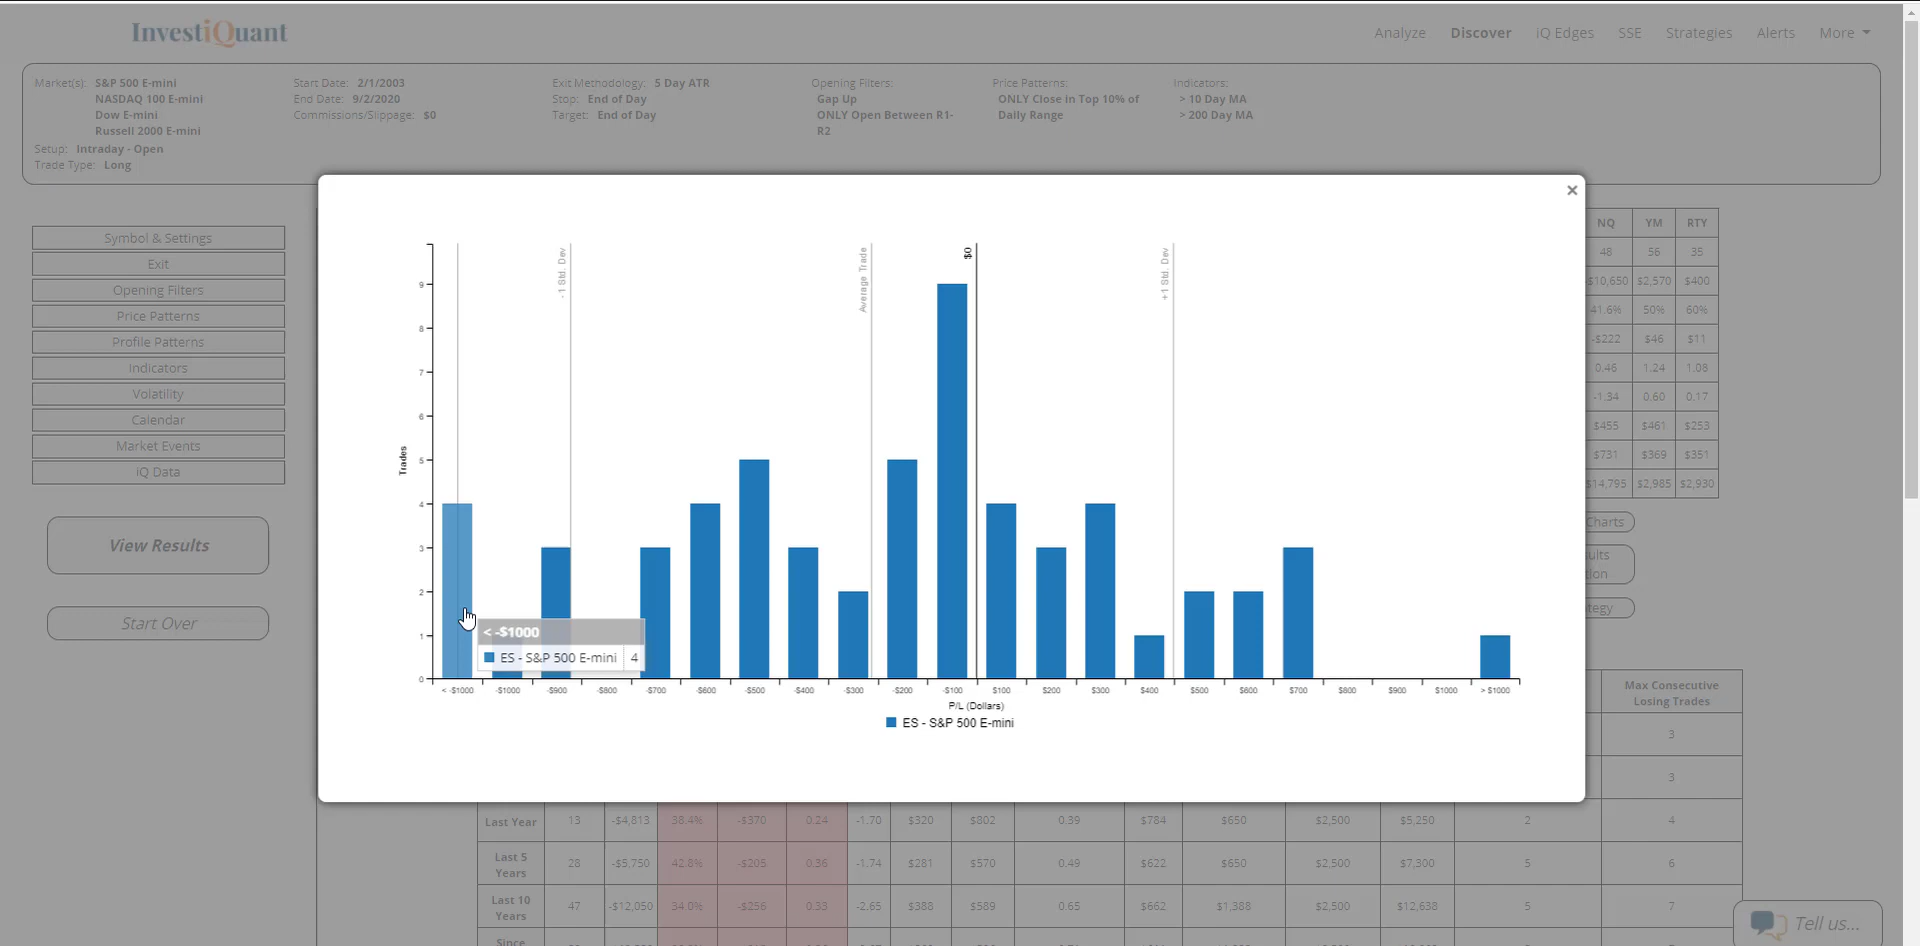 InvestiQuant
Analyze Discover iQ Edges SSE Strategies Alerts More
Market(s): S&P 500 E-mini
NASDAQ 100 E-mini
Dow E-mini
Russell 2000 E-mini
Setup: Intraday - Open
Trade Type: Long
Start Date: 2/1/2003
End Date: 9/2/2020
Commissions/Slippage: $0
Exit Methodology: 5 Day ATR
Stop: End of Day
Target: End of Day
Opening Filters:
Gap Up
ONLY Open Between R1-
R2
Price Patterns:
ONLY Close in Top 10% of
Daily Range
Indicators:
> 10 Day MA
> 200 Day MA
Symbol & Settings
Exit
Opening Filters
Price Patterns
Profile Patterns
Indicators
Volatility
Calendar
Market Events
iQ Data
View Results
Start Over
×
-1 Std. Dev
Average Trade
$0
+1 Std. Dev
9
8
7
6
5
4
3
2
1
0
Trades
< -$1000
ES - S&P 500 E-mini 4
< -$1000 -$1000 -$900 -$800 -$700 -$600 -$500 -$400 -$300 -$200 -$100 $100 $200 $300 $400 $500 $600 $700 $800 $900 $1000 > $1000
P/L (Dollars)
ES - S&P 500 E-mini
NQ YM RTY
48 56 35
$10,650 $2,570 $400
41.6% 50% 60%
-$222 $46 $11
0.46 1.24 1.08
-1.34 0.60 0.17
$455 $461 $253
$731 $369 $351
$14,795 $2,985 $2,930
Charts
Max Consecutive
Losing Trades
3
3
Last Year 13 -$4,813 38.4% -$370 0.24 -1.70 $320 $802 0.39 $784 $650 $2,500 $5,250 2 4
Last 5
Years
28 -$5,750 42.8% -$205 0.36 -1.74 $281 $570 0.49 $622 $650 $2,500 $7,300 5 6
Last 10
Years
47 -$12,050 34.0% -$256 0.33 -2.65 $388 $589 0.65 $662 $1,388 $2,500 $12,638 5 7
Since
Tell us...